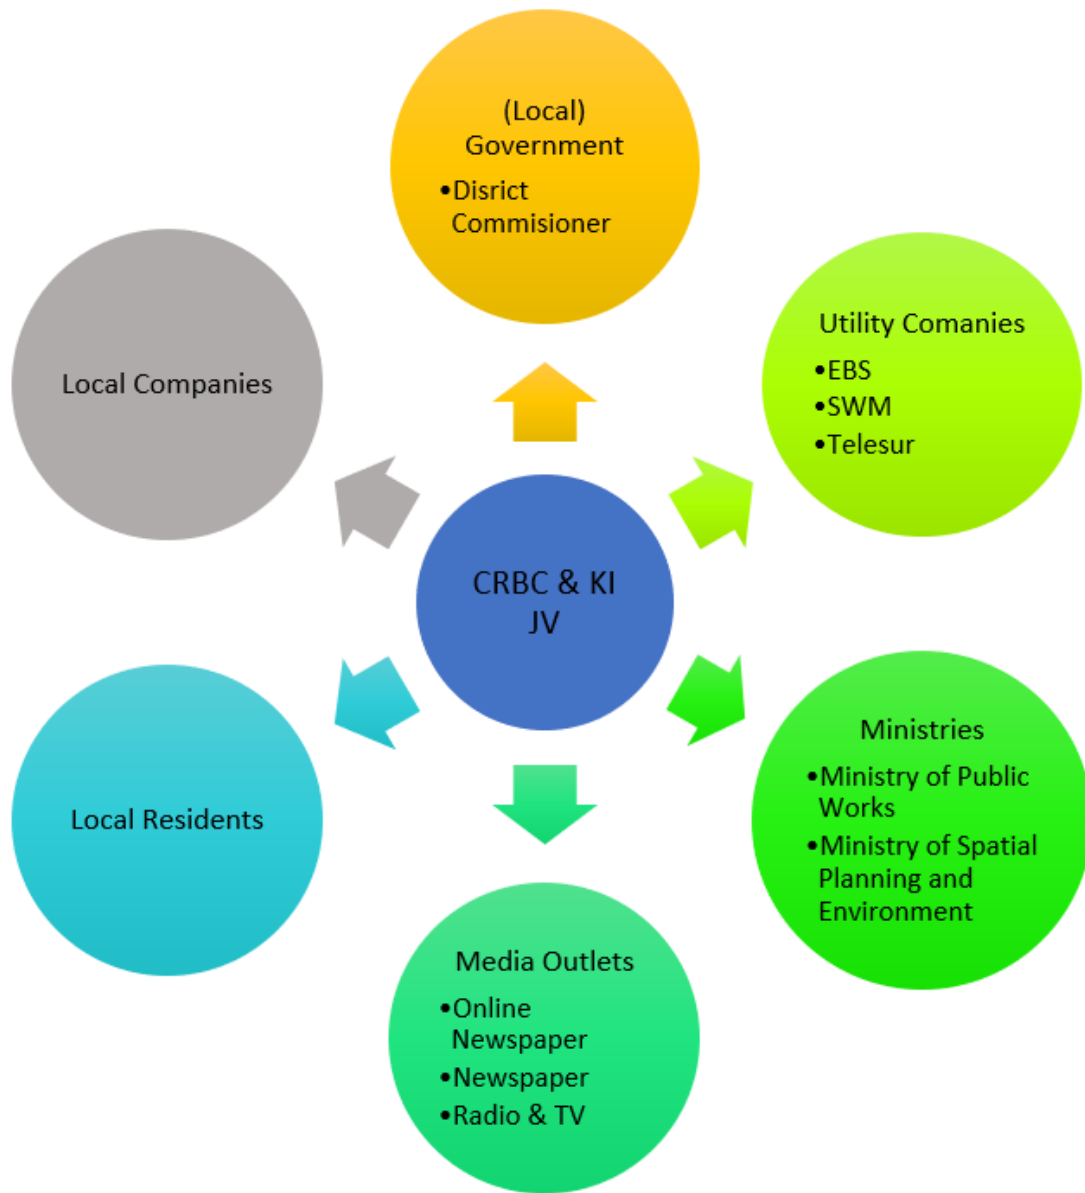 (Local)
Government
•Disrict
Commisioner
Utility Comanies
•EBS
•SWM
•Telesur
Local Companies
CRBC & KI
JV
Ministries
•Ministry of Public
Works
•Ministry of Spatial
Planning and
Environment
Local Residents
Media Outlets
•Online
Newspaper
•Newspaper
•Radio & TV